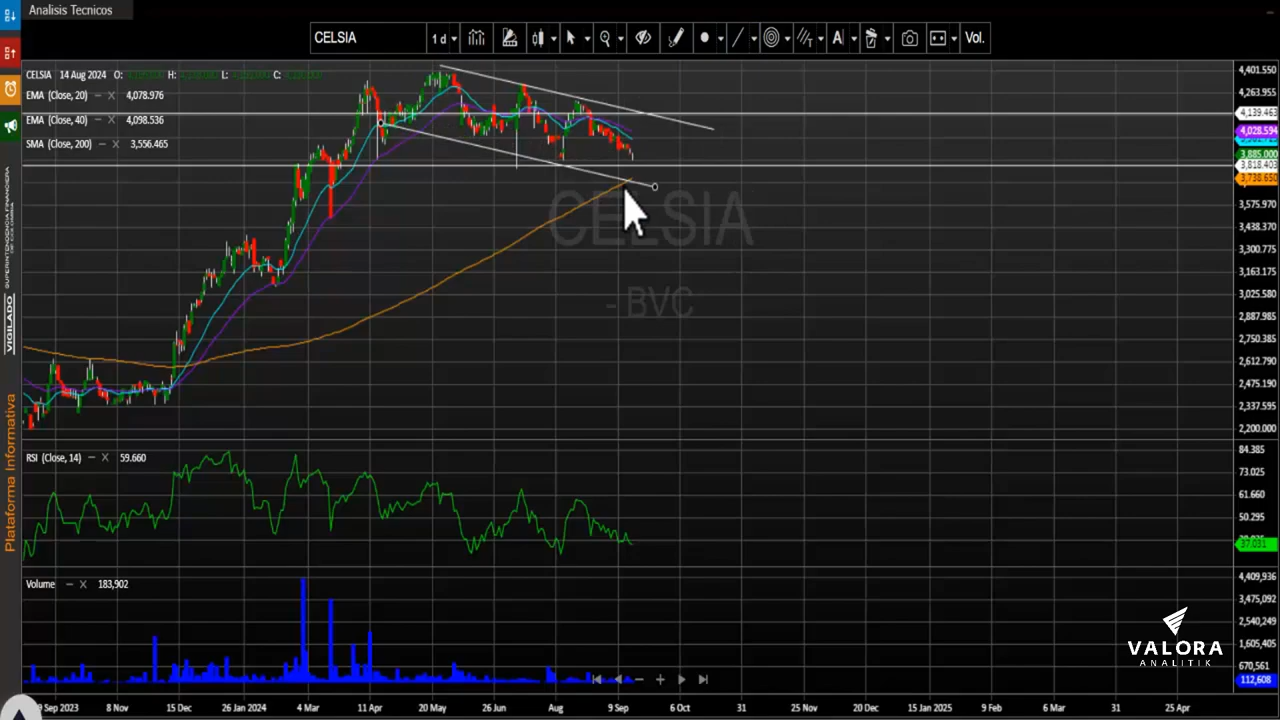 Analisis Tecnicos
CELSIA 1 d A Vol.
CELSIA 14 Aug 2024 O: H: L: C:
EMA (Close, 20) – X 4,078.976
EMA (Close, 40) – X 4,098.536
SMA (Close, 200) – X 3,556.465
4,401.550
4,263.955
4,139.463
4,028.594
3,885.000
3,818.403
3,738.650
3,575.970
3,438.370
3,300.775
3,163.175
3,025.580
2,887.985
2,750.385
2,612.790
2,475.190
2,337.595
2,200.000
CELSIA
- BVC
RSI (Close, 14) – X 59.660
84.385
73.025
61.660
50.295
37.031
Volume – X 183,902
4,409,936
3,475,092
2,540,249
1,605,405
670,561
112,608
Sep 2023 8 Nov 15 Dec 26 Jan 2024 4 Mar 11 Apr 20 May 26 Jun Aug 9 Sep 6 Oct 31 25 Nov 20 Dec 15 Jan 2025 9 Feb 6 Mar 31 25 Apr
VIGILADO
SUPERINTENDENCIA FINANCIERA
Plataforma Informativa
VALORA
ANALITIK